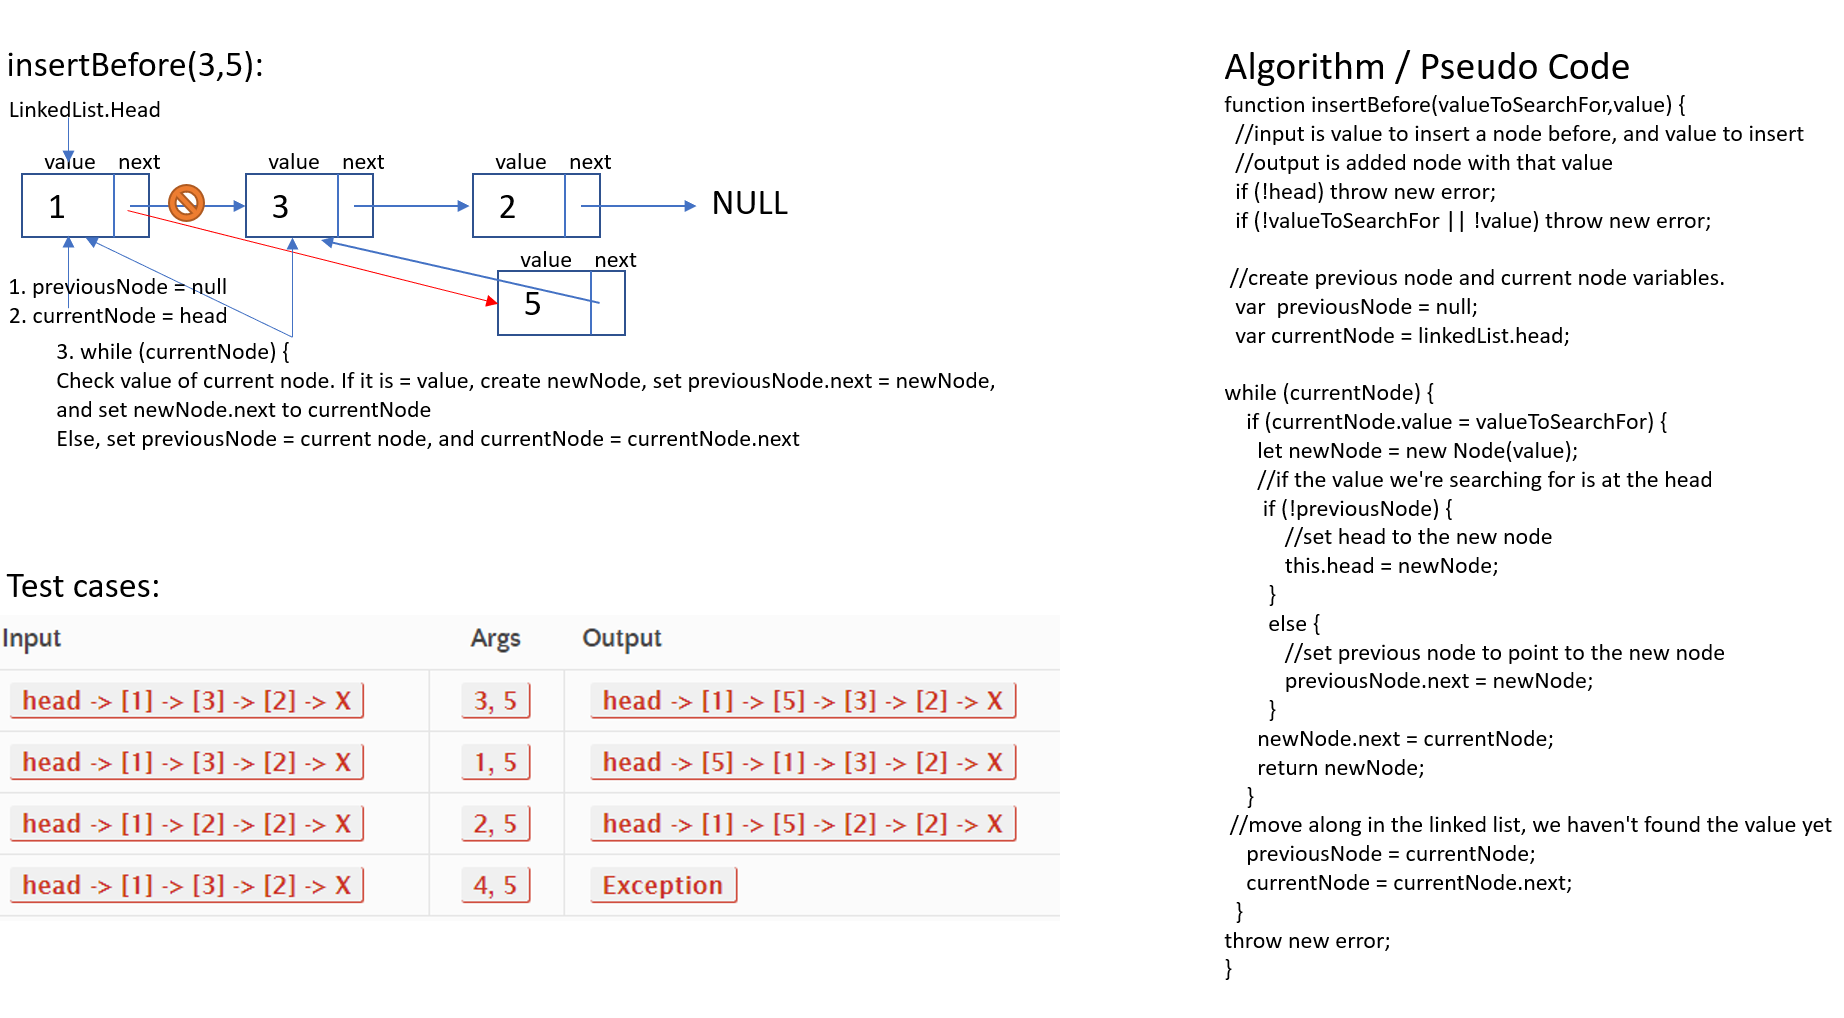 insertBefore(3,5):
LinkedList.Head
value next
value next
value next
1
3
2
NULL
value next
5
1. previousNode = null
2. currentNode = head
3. while (currentNode) {
Check value of current node. If it is = value, create newNode, set previousNode.next = newNode,
and set newNode.next to currentNode
Else, set previousNode = current node, and currentNode = currentNode.next
Test cases:
Input Args Output
head -> [1] -> [3] -> [2] -> X 3, 5 head -> [1] -> [5] -> [3] -> [2] -> X
head -> [1] -> [3] -> [2] -> X 1, 5 head -> [5] -> [1] -> [3] -> [2] -> X
head -> [1] -> [2] -> [2] -> X 2, 5 head -> [1] -> [5] -> [2] -> [2] -> X
head -> [1] -> [3] -> [2] -> X 4, 5 Exception
Algorithm / Pseudo Code
function insertBefore(valueToSearchFor,value) {
//input is value to insert a node before, and value to insert
//output is added node with that value
if (!head) throw new error;
if (!valueToSearchFor || !value) throw new error;
//create previous node and current node variables.
var previousNode = null;
var currentNode = linkedList.head;
while (currentNode) {
if (currentNode.value = valueToSearchFor) {
let newNode = new Node(value);
//if the value we're searching for is at the head
if (!previousNode) {
//set head to the new node
this.head = newNode;
}
else {
//set previous node to point to the new node
previousNode.next = newNode;
}
newNode.next = currentNode;
return newNode;
}
//move along in the linked list, we haven't found the value yet
previousNode = currentNode;
currentNode = currentNode.next;
}
throw new error;
}